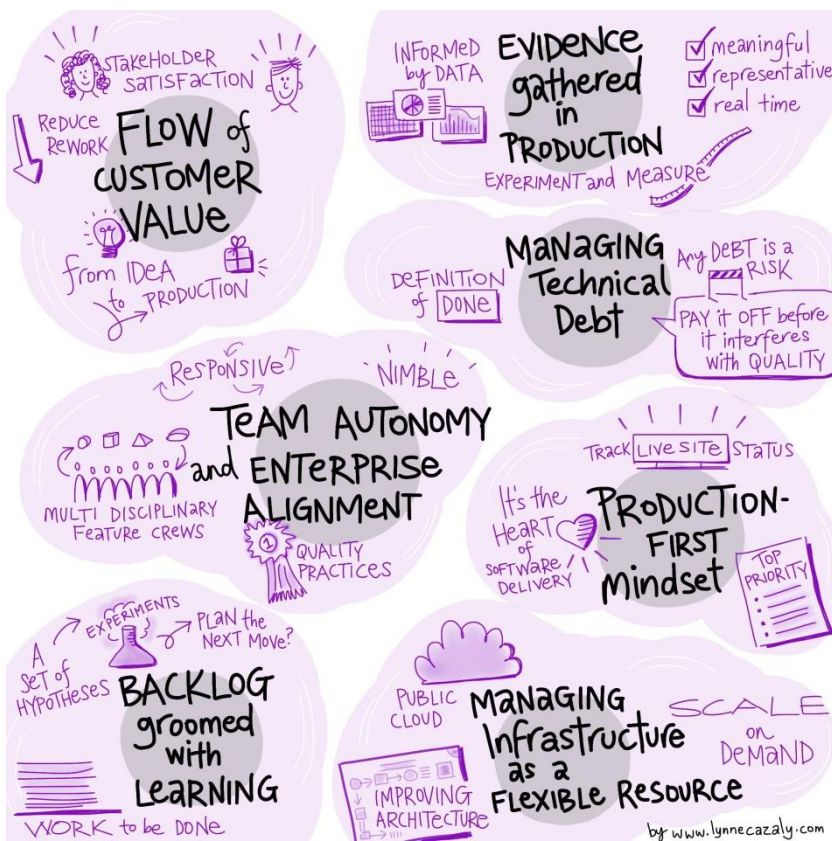 STAKEHOLDER
SATISFACTION
REDUCE
REWORK
FLOW of
CUSTOMER
VALUE
from IDEA
to PRODUCTION
INFORMED
by DATA
EVIDENCE
gathered
in
PRODUCTION
meaningful
representative
real time
EXPERIMENT and MEASURE
MANAGING
Technical
Debt
DEFINITION
of DONE
Any DEBT is a
RISK
PAY it OFF before
it interferes
with QUALITY
RESPONSIVE
NIMBLE
TEAM AUTONOMY
and ENTERPRISE
ALIGNMENT
MULTI DISCIPLINARY
FEATURE CREWS
1
QUALITY
PRACTICES
TRACK LIVE SITE STATUS
It's the
HEART
of
SOFTWARE
DELIVERY
PRODUCTION-
FIRST
Mindset
TOP
PRIORITY
A
SET of
HYPOTHESES
EXPERIMENTS
PLAN the
NEXT MOVE?
BACKLOG
groomed
with
LEARNING
WORK to be DONE
PUBLIC
CLOUD
MANAGING
Infrastructure
as a
FLEXIBLE RESOURCE
SCALE
on
DEMAND
IMPROVING
ARCHITECTURE
by www.lynnecazaly.com